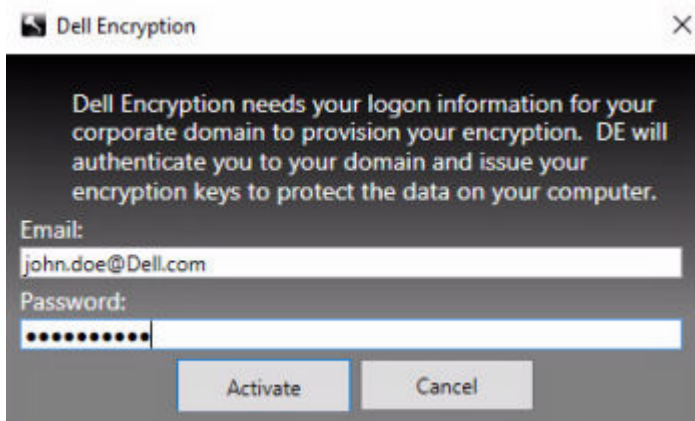 Dell Encryption
Dell Encryption needs your logon information for your
corporate domain to provision your encryption.  DE will
authenticate you to your domain and issue your
encryption keys to protect the data on your computer.
Email:
john.doe@Dell.com
Password:
••••••••••
Activate
Cancel